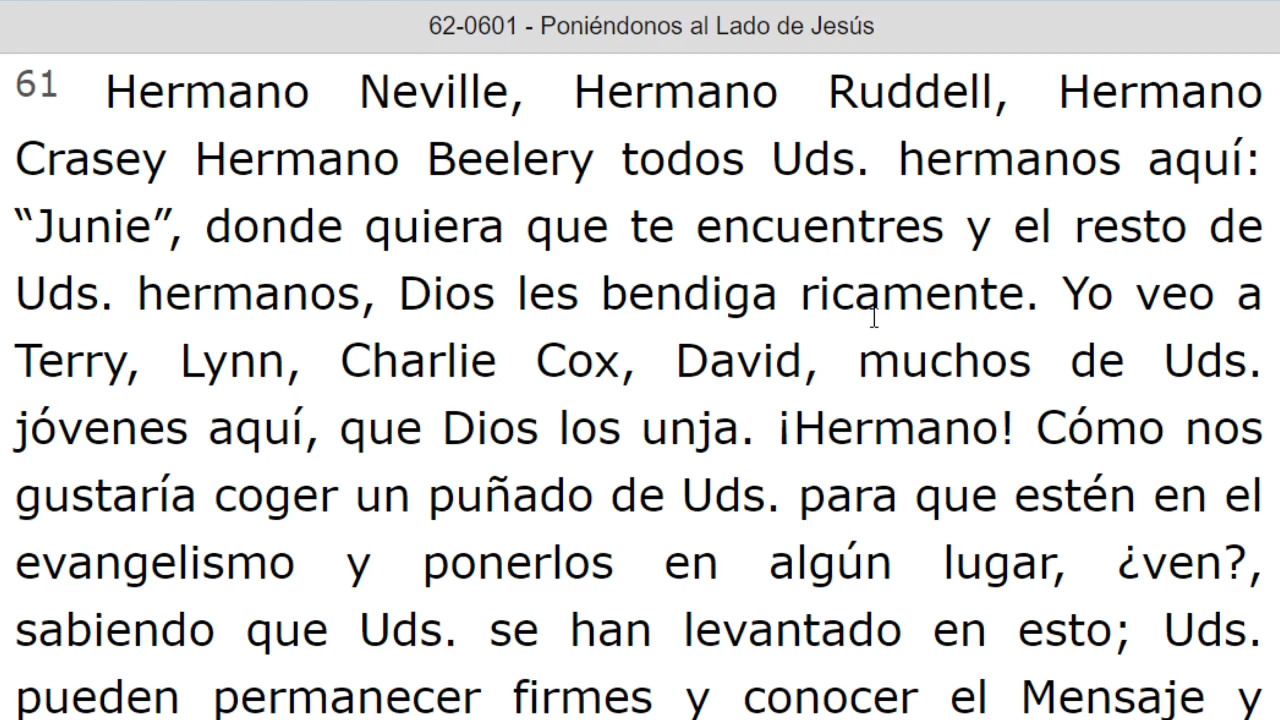 62-0601 - Poniéndonos al Lado de Jesús
61 Hermano Neville, Hermano Ruddell, Hermano
Crasey Hermano Beelery todos Uds. hermanos aquí:
“Junie”, donde quiera que te encuentres y el resto de
Uds. hermanos, Dios les bendiga ricamente. Yo veo a
Terry, Lynn, Charlie Cox, David, muchos de Uds.
jóvenes aquí, que Dios los unja. ¡Hermano! Cómo nos
gustaría coger un puñado de Uds. para que estén en el
evangelismo y ponerlos en algún lugar, ¿ven?,
sabiendo que Uds. se han levantado en esto; Uds.
pueden permanecer firmes y conocer el Mensaje y